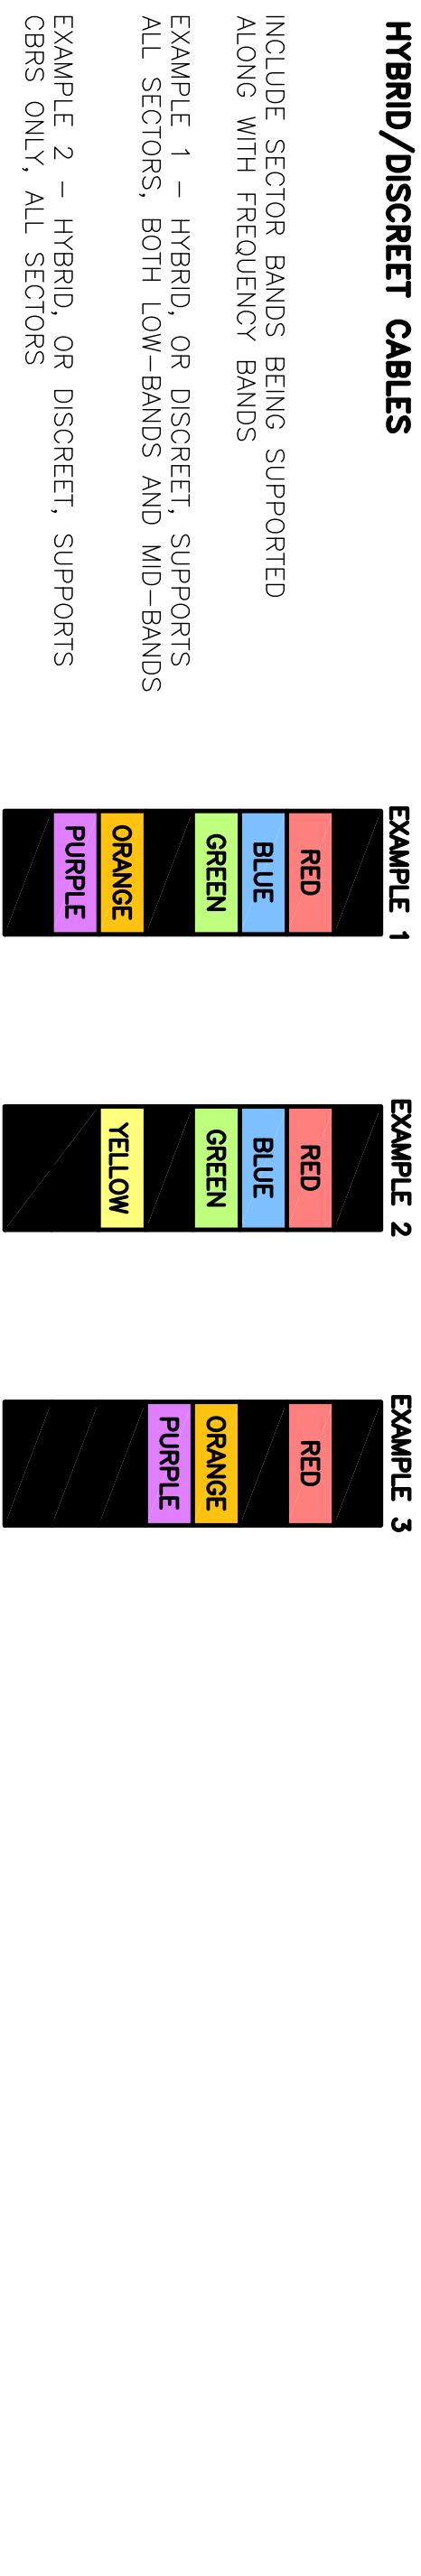 HYBRID/DISCREET CABLES
INCLUDE SECTOR BANDS BEING SUPPORTED
ALONG WITH FREQUENCY BANDS
EXAMPLE 1 – HYBRID, OR DISCREET, SUPPORTS
ALL SECTORS, BOTH LOW–BANDS AND MID–BANDS
EXAMPLE 2 – HYBRID, OR DISCREET, SUPPORTS
CBRS ONLY, ALL SECTORS
EXAMPLE 1
RED
BLUE
GREEN
ORANGE
PURPLE
EXAMPLE 2
RED
BLUE
GREEN
YELLOW
EXAMPLE 3
RED
ORANGE
PURPLE